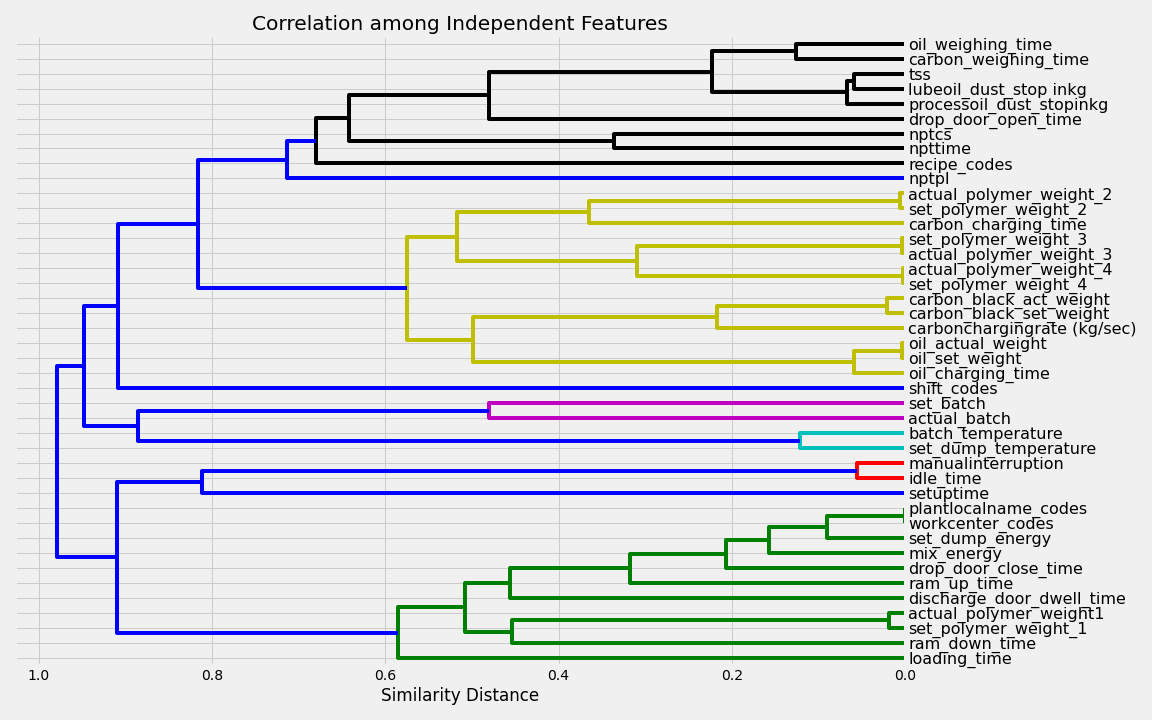 Correlation among Independent Features
oil_weighing_time
carbon_weighing_time
tss
lubeoil_dust_stop inkg
processoil_dust_stopinkg
drop_door_open_time
nptcs
npttime
recipe_codes
nptpl
actual_polymer_weight_2
set_polymer_weight_2
carbon_charging_time
set_polymer_weight_3
actual_polymer_weight_3
actual_polymer_weight_4
set_polymer_weight_4
carbon_black_act_weight
carbon_black_set_weight
carbonchargingrate (kg/sec)
oil_actual_weight
oil_set_weight
oil_charging_time
shift_codes
set_batch
actual_batch
batch_temperature
set_dump_temperature
manualinterruption
idle_time
setuptime
plantlocalname_codes
workcenter_codes
set_dump_energy
mix_energy
drop_door_close_time
ram_up_time
discharge_door_dwell_time
actual_polymer_weight1
set_polymer_weight_1
ram_down_time
loading_time
1.0 0.8 0.6 0.4 0.2 0.0
Similarity Distance